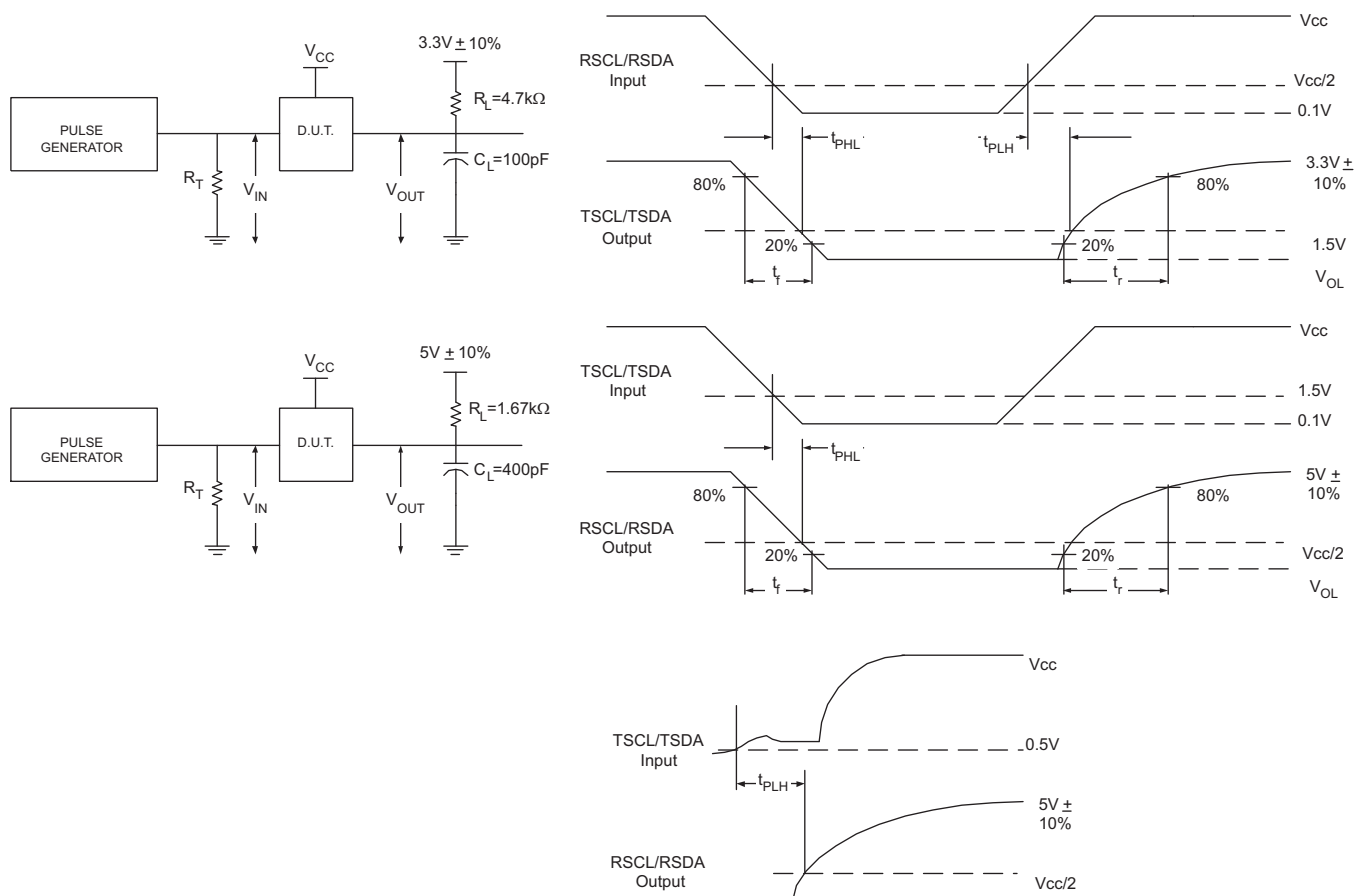 PULSE
GENERATOR
R_T
V_IN
V_CC
D.U.T.
V_OUT
3.3V ± 10%
R_L=4.7kΩ
C_L=100pF
RSCL/RSDA
Input
Vcc
Vcc/2
0.1V
t_PHL
t_PLH
TSCL/TSDA
Output
80%
20%
t_f
20%
t_r
80%
3.3V ±
10%
1.5V
V_OL
PULSE
GENERATOR
R_T
V_IN
V_CC
D.U.T.
V_OUT
5V ± 10%
R_L=1.67kΩ
C_L=400pF
TSCL/TSDA
Input
Vcc
1.5V
0.1V
t_PHL
RSCL/RSDA
Output
80%
20%
t_f
20%
t_r
80%
5V ±
10%
Vcc/2
V_OL
TSCL/TSDA
Input
Vcc
0.5V
t_PLH
RSCL/RSDA
Output
5V ±
10%
Vcc/2